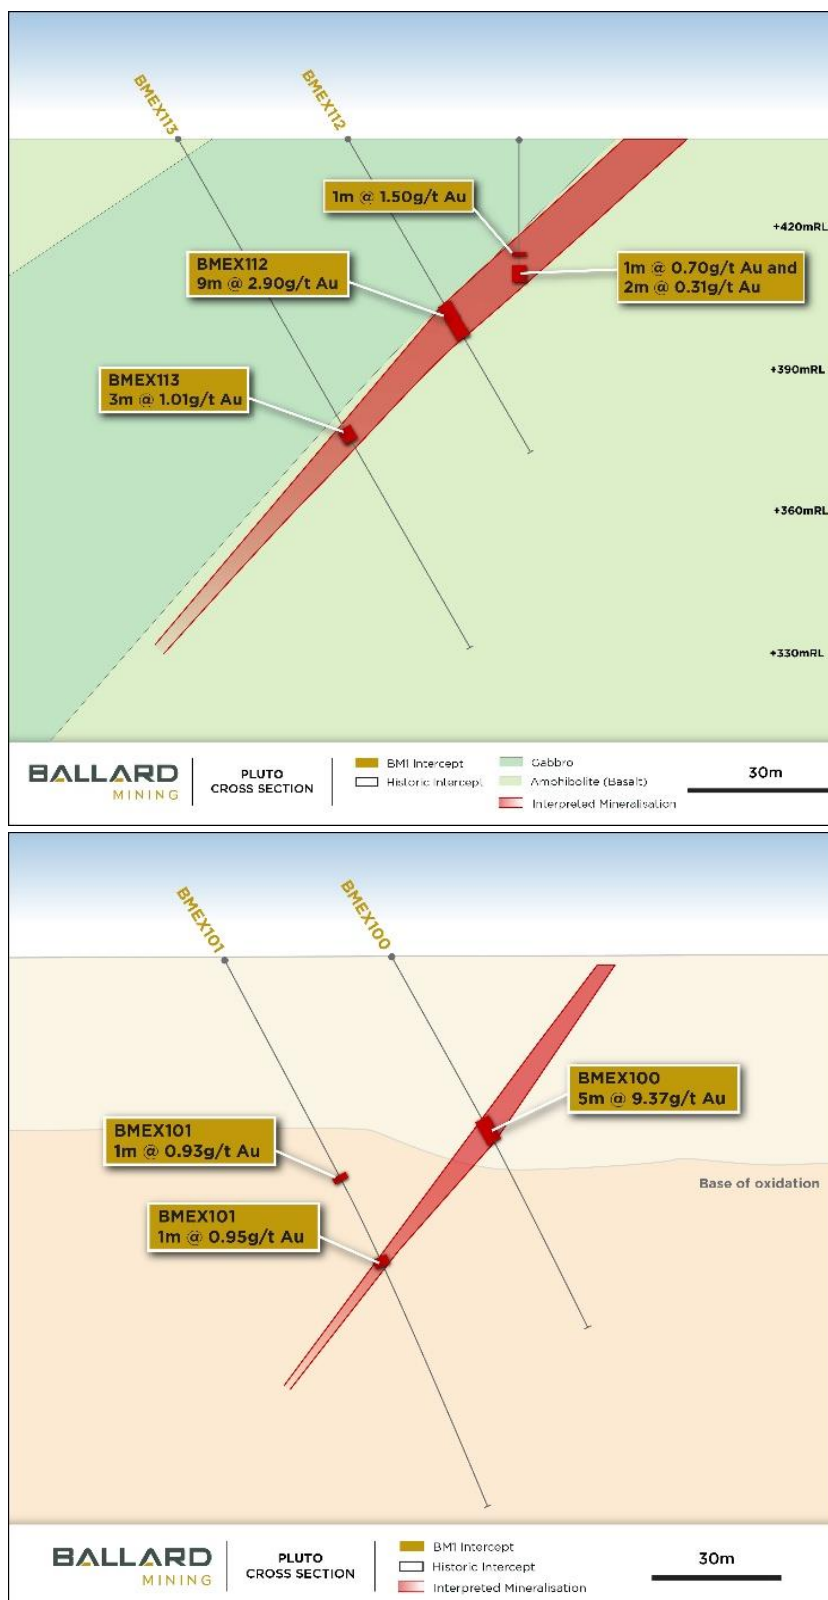 BMEX113
BMEX112
1m @ 1.50g/t Au
+420mRL
BMEX112
9m @ 2.90g/t Au
1m @ 0.70g/t Au and
2m @ 0.31g/t Au
+390mRL
BMEX113
3m @ 1.01g/t Au
+360mRL
+330mRL
BALLARD
MINING
PLUTO
CROSS SECTION
BM1 Intercept
Historic Intercept
Gabbro
Amohibolite (Basalt)
Interpreted Mineralisation
30m
BMEX101
BMEX100
BMEX100
5m @ 9.37g/t Au
BMEX101
1m @ 0.93g/t Au
Base of oxidation
BMEX101
1m @ 0.95g/t Au
BALLARD
MINING
PLUTO
CROSS SECTION
BM1 Intercept
Historic Intercept
Interpreted Mineralisation
30m